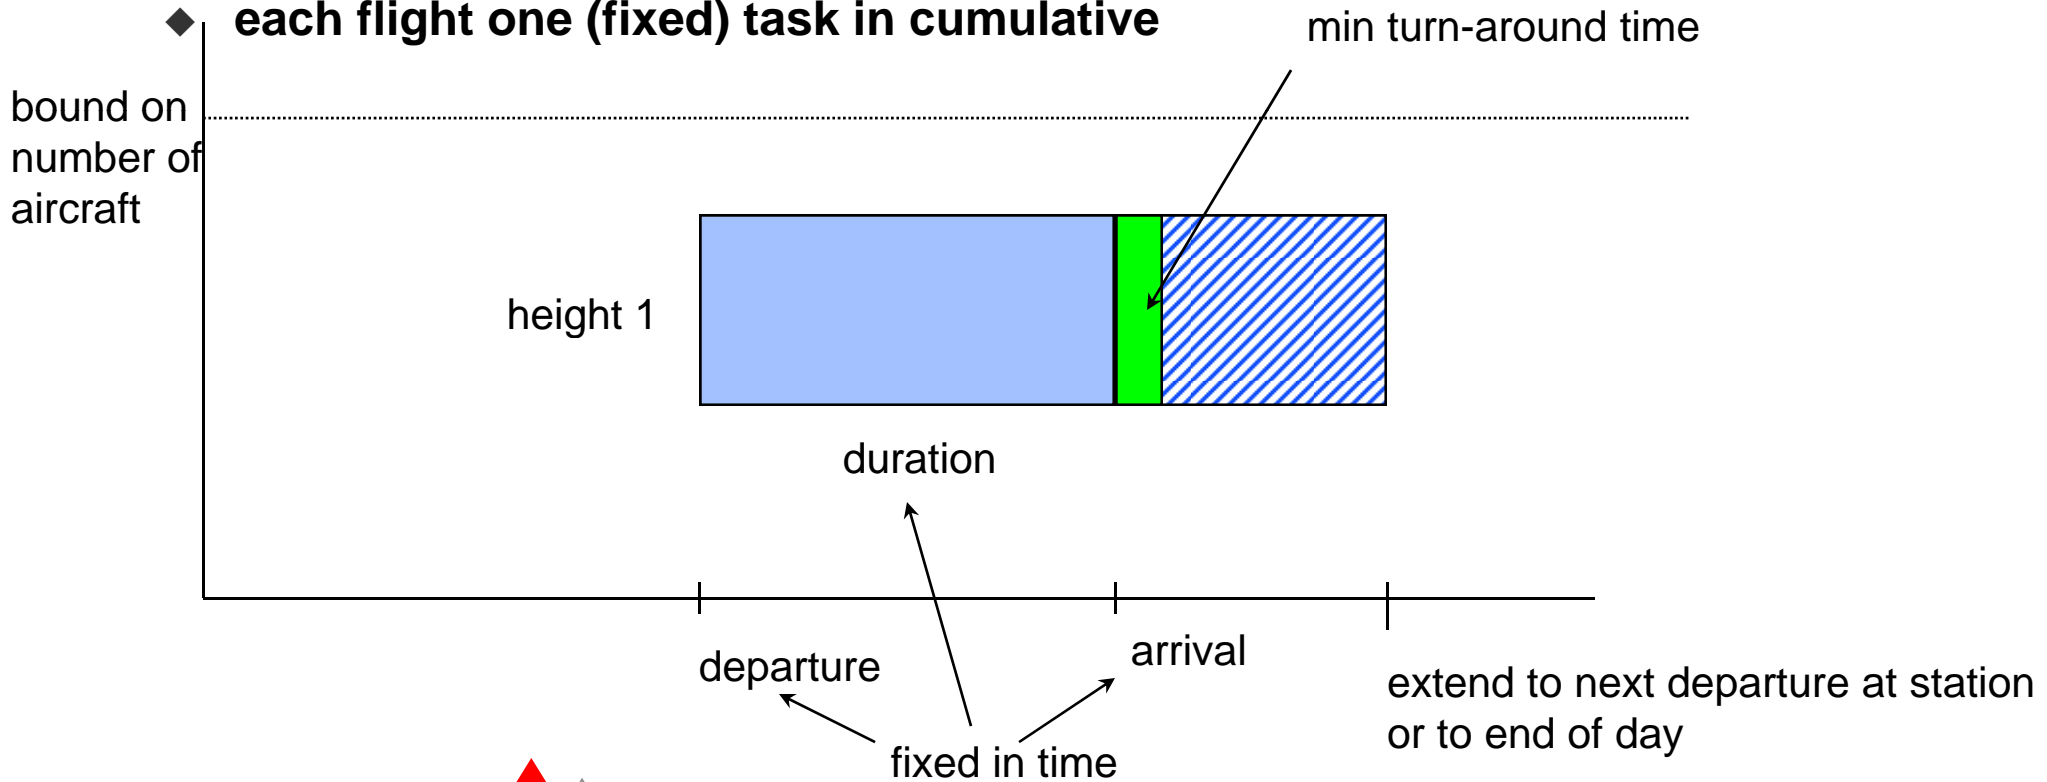 each flight one (fixed) task in cumulative
min turn-around time
bound on
number of
aircraft
height 1
duration
departure
arrival
extend to next departure at station
or to end of day
fixed in time